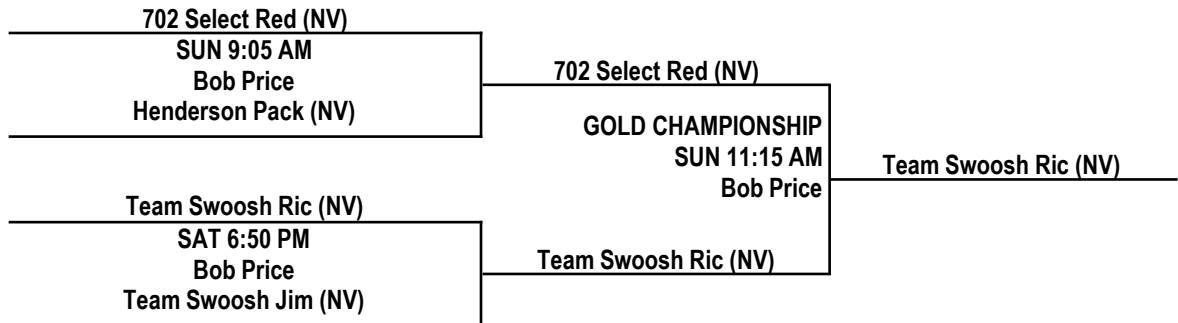 702 Select Red (NV)
SUN 9:05 AM
Bob Price
Henderson Pack (NV)
702 Select Red (NV)
GOLD CHAMPIONSHIP
SUN 11:15 AM
Bob Price
Team Swoosh Ric (NV)
Team Swoosh Ric (NV)
SAT 6:50 PM
Bob Price
Team Swoosh Jim (NV)
Team Swoosh Ric (NV)